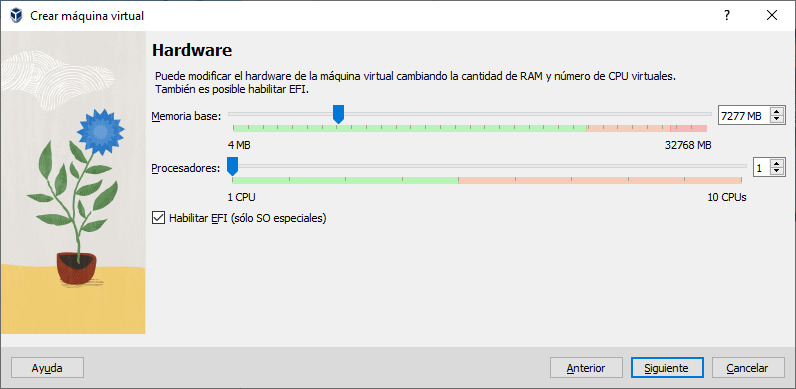 Crear máquina virtual
Hardware
Puede modificar el hardware de la máquina virtual cambiando la cantidad de RAM y número de CPU virtuales.
También es posible habilitar EFI.
Memoria base: 7277 MB
4 MB 32768 MB
Procesadores: 1
1 CPU 10 CPUs
Habilitar EFI (sólo SO especiales)
Ayuda Anterior Siguiente Cancelar